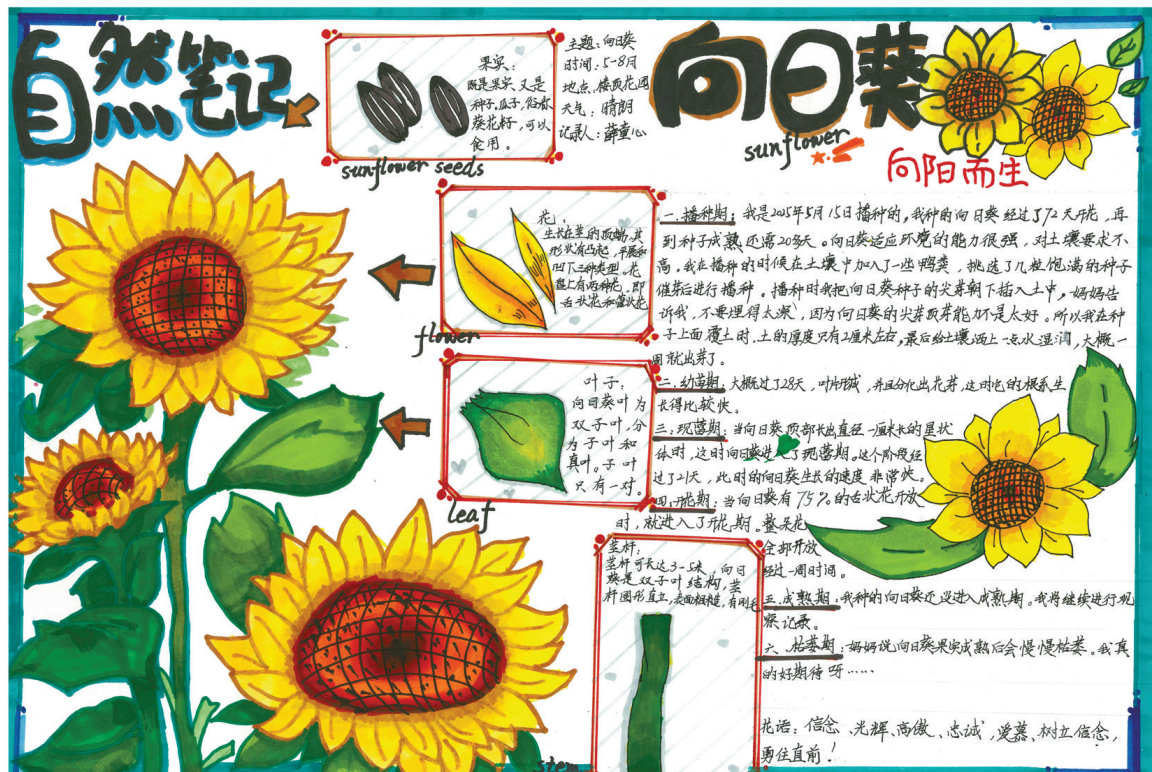 自然笔记
果实:
既是果实,又是
种子,瓜子,俗称
葵花籽,可以
食用。
sunflower seeds
主题:向日葵
时间:5-8月
地点:楼顶花园
天气:晴朗
记录人:薛童心
向日葵
sunflower
向阳而生
花:
生长在茎的顶端,其
形状有凸起,平展和
凹下三种类型。花
盘上有两种花,即
舌状花和管状花
flower
叶子:
向日葵叶为
双子叶,分
为子叶和
真叶。子叶
只有一对。
leaf
茎杆:
茎杆可长达3-5米,向日
葵是双子叶结构,茎
杆圆形直立,表面粗糙,有刚毛
stem
一.播种期:我是2015年5月15日播种的,我种的向日葵经过了72天开花,再
到种子成熟还需20多天。向日葵适应环境的能力很强,对土壤要求不
高。我在播种的时候在土壤中加入了一些鸭粪,挑选了几粒饱满的种子
催芽后进行播种。播种时我把向日葵种子的尖芽朝下插入土中,妈妈告
诉我,不要埋得太深,因为向日葵的尖芽顶芽能力不是太好。所以我在种
子上面覆土时,土的厚度只有2厘米左右,最后给土壤洒上一点水湿润,大概一
周就出芽了。
二.幼苗期:大概过了28天,叶片形成,并且分化出花芽,这时它的根系生
长得比较快。
三.现蕾期:当向日葵顶部长出直径一厘米长的星状
体时,这时向日葵进入了现蕾期。这个阶段经
过了21天,此时的向日葵生长的速度非常快。
四.开花期:当向日葵有75%的舌状花开放
时,就进入了开花期。整朵花
全部开放
经过一周时间。
五.成熟期:我种的向日葵还没进入成熟期。我将继续进行观
察记录。
六.枯萎期:妈妈说向日葵果实成熟后会慢慢枯萎。我真
的好期待呀……
花语:信念、光辉、高傲、忠诚,爱慕、树立信念,
勇往直前!